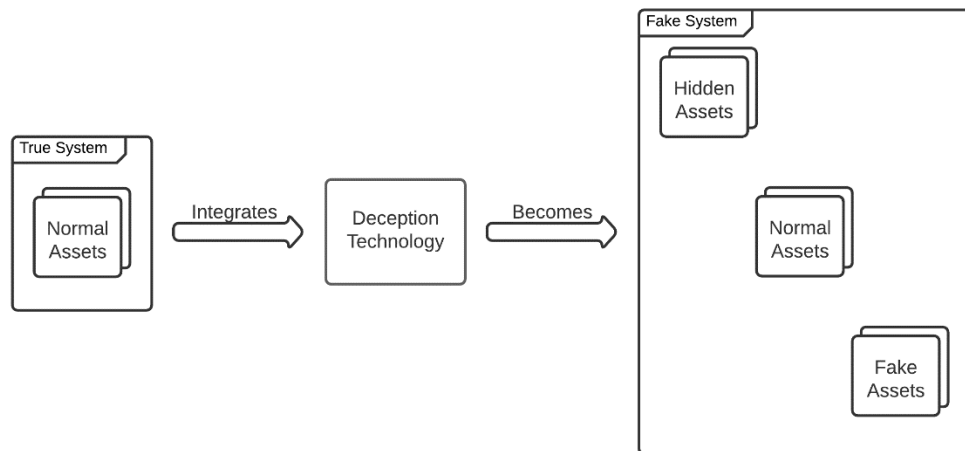 True System
Normal
Assets
Integrates
Deception
Technology
Becomes
Fake System
Hidden
Assets
Normal
Assets
Fake
Assets